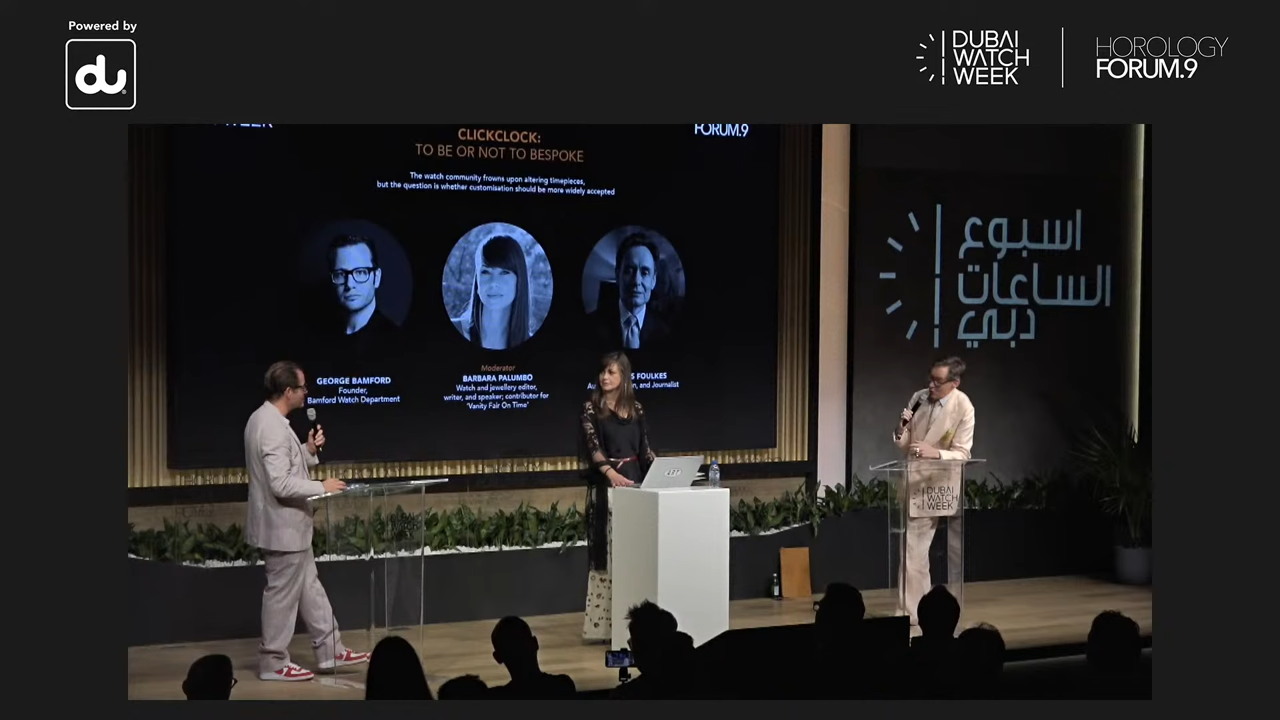 Powered by
du
DUBAI
WATCH
WEEK
HOROLOGY
FORUM.9
FORUM.9
CLICKCLOCK:
TO BE OR NOT TO BESPOKE
The watch community frowns upon altering timepieces,
but the question is whether customisation should be more widely accepted
GEORGE BAMFORD
Founder,
Bamford Watch Department
Moderator
BARBARA PALUMBO
Watch and jewellery editor,
writer, and speaker; contributor for
'Vanity Fair On Time'
FOULKES
and Journalist
اسبوع
الساعات
دبي
DUBAI
WATCH
WEEK